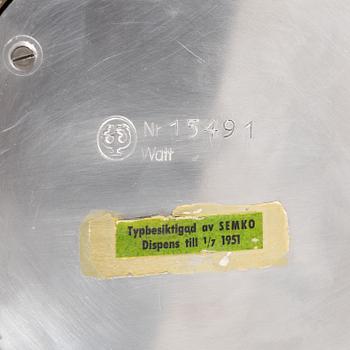 Nr 15491
Watt
Typbesiktigad av SEMKO
Dispens till 1/7 1951